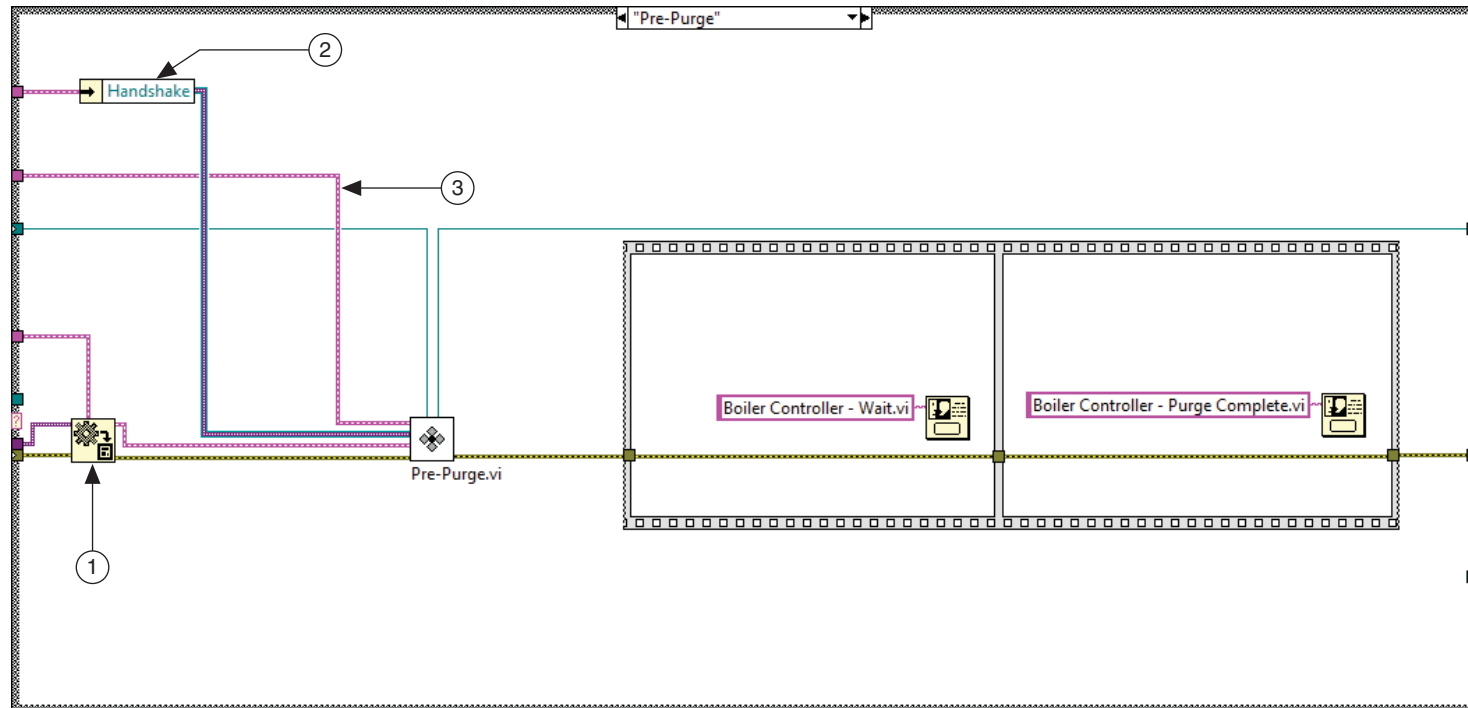 "Pre-Purge"
2
Handshake
3
Boiler Controller - Wait.vi
Boiler Controller - Purge Complete.vi
?
Pre-Purge.vi
1